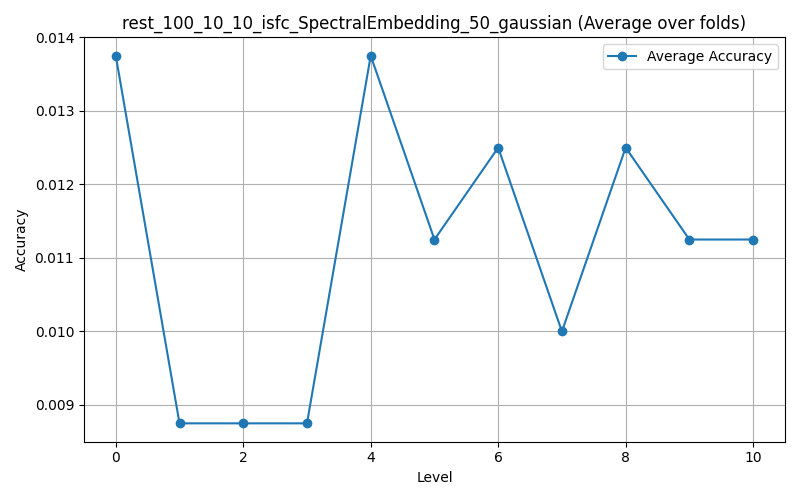 rest_100_10_10_isfc_SpectralEmbedding_50_gaussian (Average over folds)
Average Accuracy
Accuracy
0.014
0.013
0.012
0.011
0.010
0.009
0 2 4 6 8 10
Level